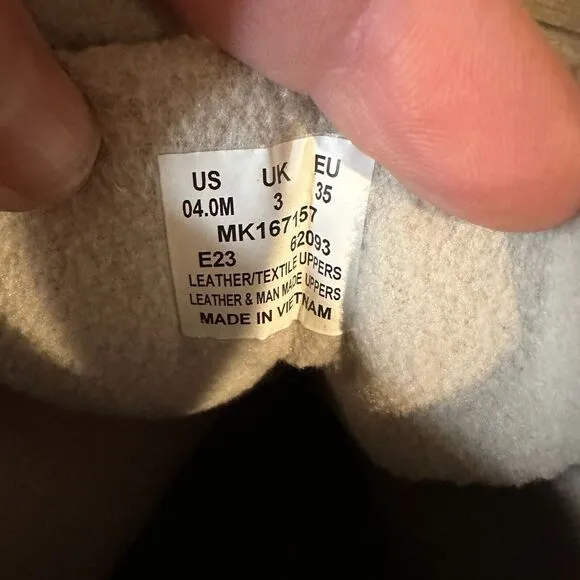 US UK EU
04.0M 3 35
MK167157
E23 62093
LEATHER/TEXTILE UPPERS
LEATHER & MAN MADE UPPERS
MADE IN VIETNAM